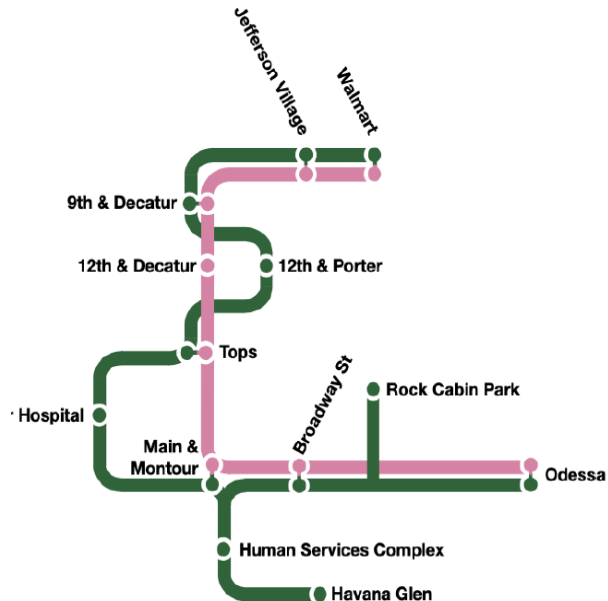 Jefferson Village
Walmart
9th & Decatur
12th & Decatur
12th & Porter
Tops
Broadway St
Rock Cabin Park
Hospital
Main &
Montour
Odessa
Human Services Complex
Havana Glen